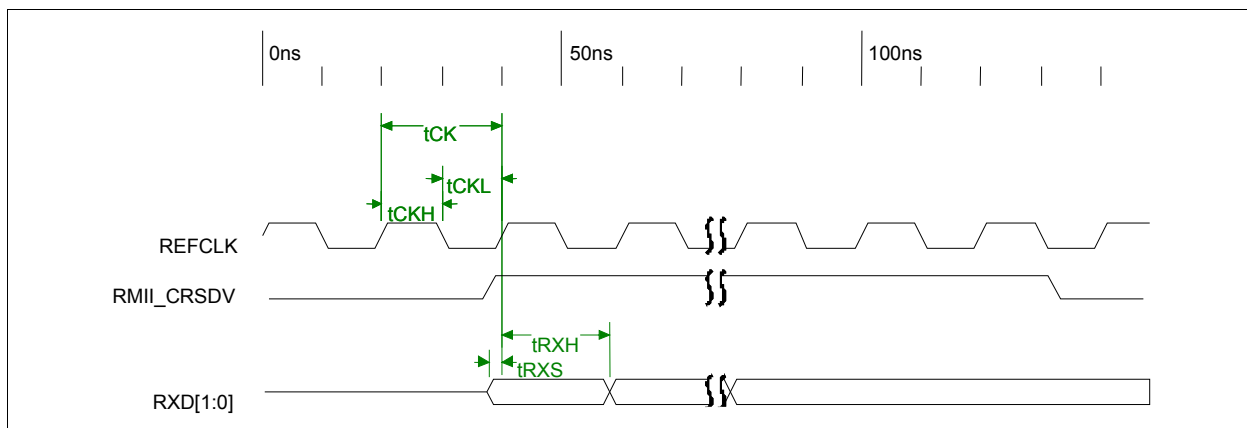 0ns 50ns 100ns
tCK
tCKL
tCKH
REFCLK
RMII_CRSDV
tRXH
tRXS
RXD[1:0]